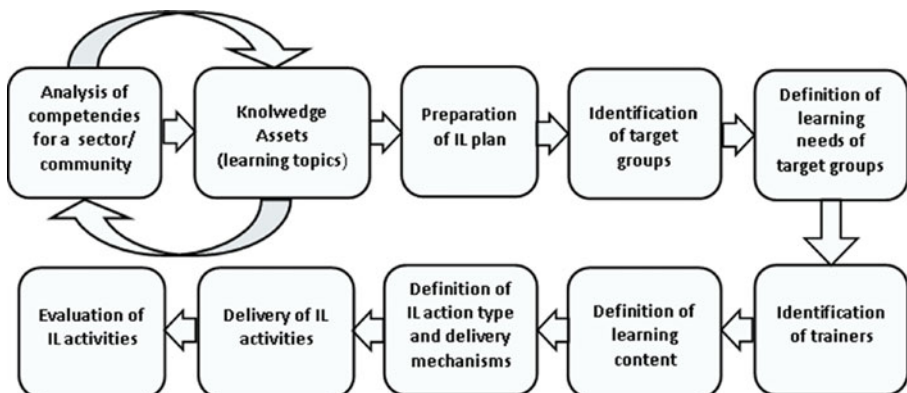 Analysis of
competencies
for a sector/
community
Knolwedge
Assets
(learning topics)
Preparation
of IL plan
Identification
of target
groups
Definition of
learning
needs of
target groups
Identification
of trainers
Definition of
learning
content
Definition of
IL action type
and delivery
mechanisms
Delivery of IL
activities
Evaluation of
IL activities